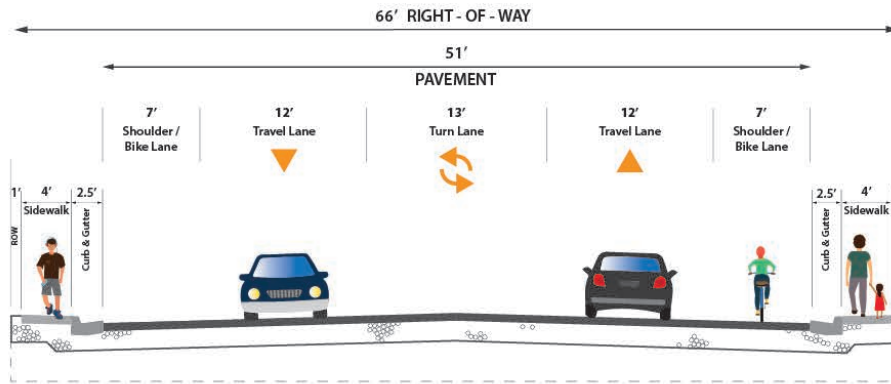 66' RIGHT - OF - WAY
51'
PAVEMENT
7'
Shoulder /
Bike Lane
12'
Travel Lane
13'
Turn Lane
12'
Travel Lane
7'
Shoulder /
Bike Lane
1'
ROW
4'
Sidewalk
2.5'
Curb & Gutter
2.5'
Curb & Gutter
4'
Sidewalk